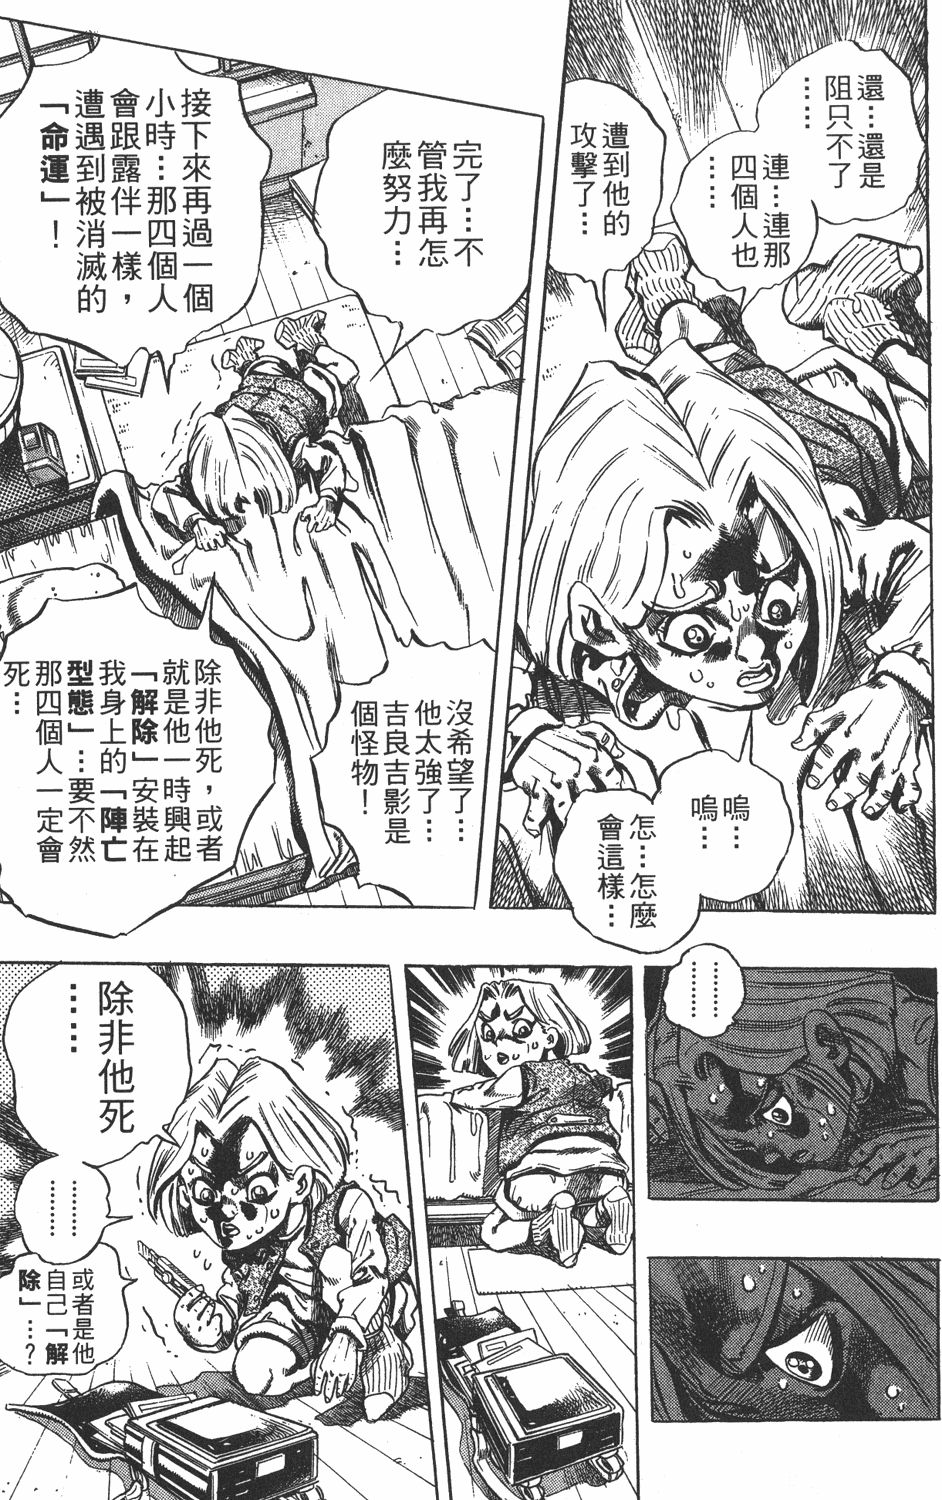 還…還是
阻只不了
……
連…連那
四個人也
……
遭到他的
攻擊了…
嗚…
嗚…
怎…怎麼
會這樣…
完了…不
管我再怎
麼努力…
接下來再過一個
小時…那四個人
會跟露伴一樣，
遭遇到被消滅的
「命運」！
沒希望了…
他太強了…
吉良吉影是
個怪物！
除非他死，或者
就是他一時興起
「解除」安裝在
我身上的「陣亡
型態」…要不然
那四個人一定會
死…
………
………
除非他死
……
………
………
或者是他
自己「解
除」…？